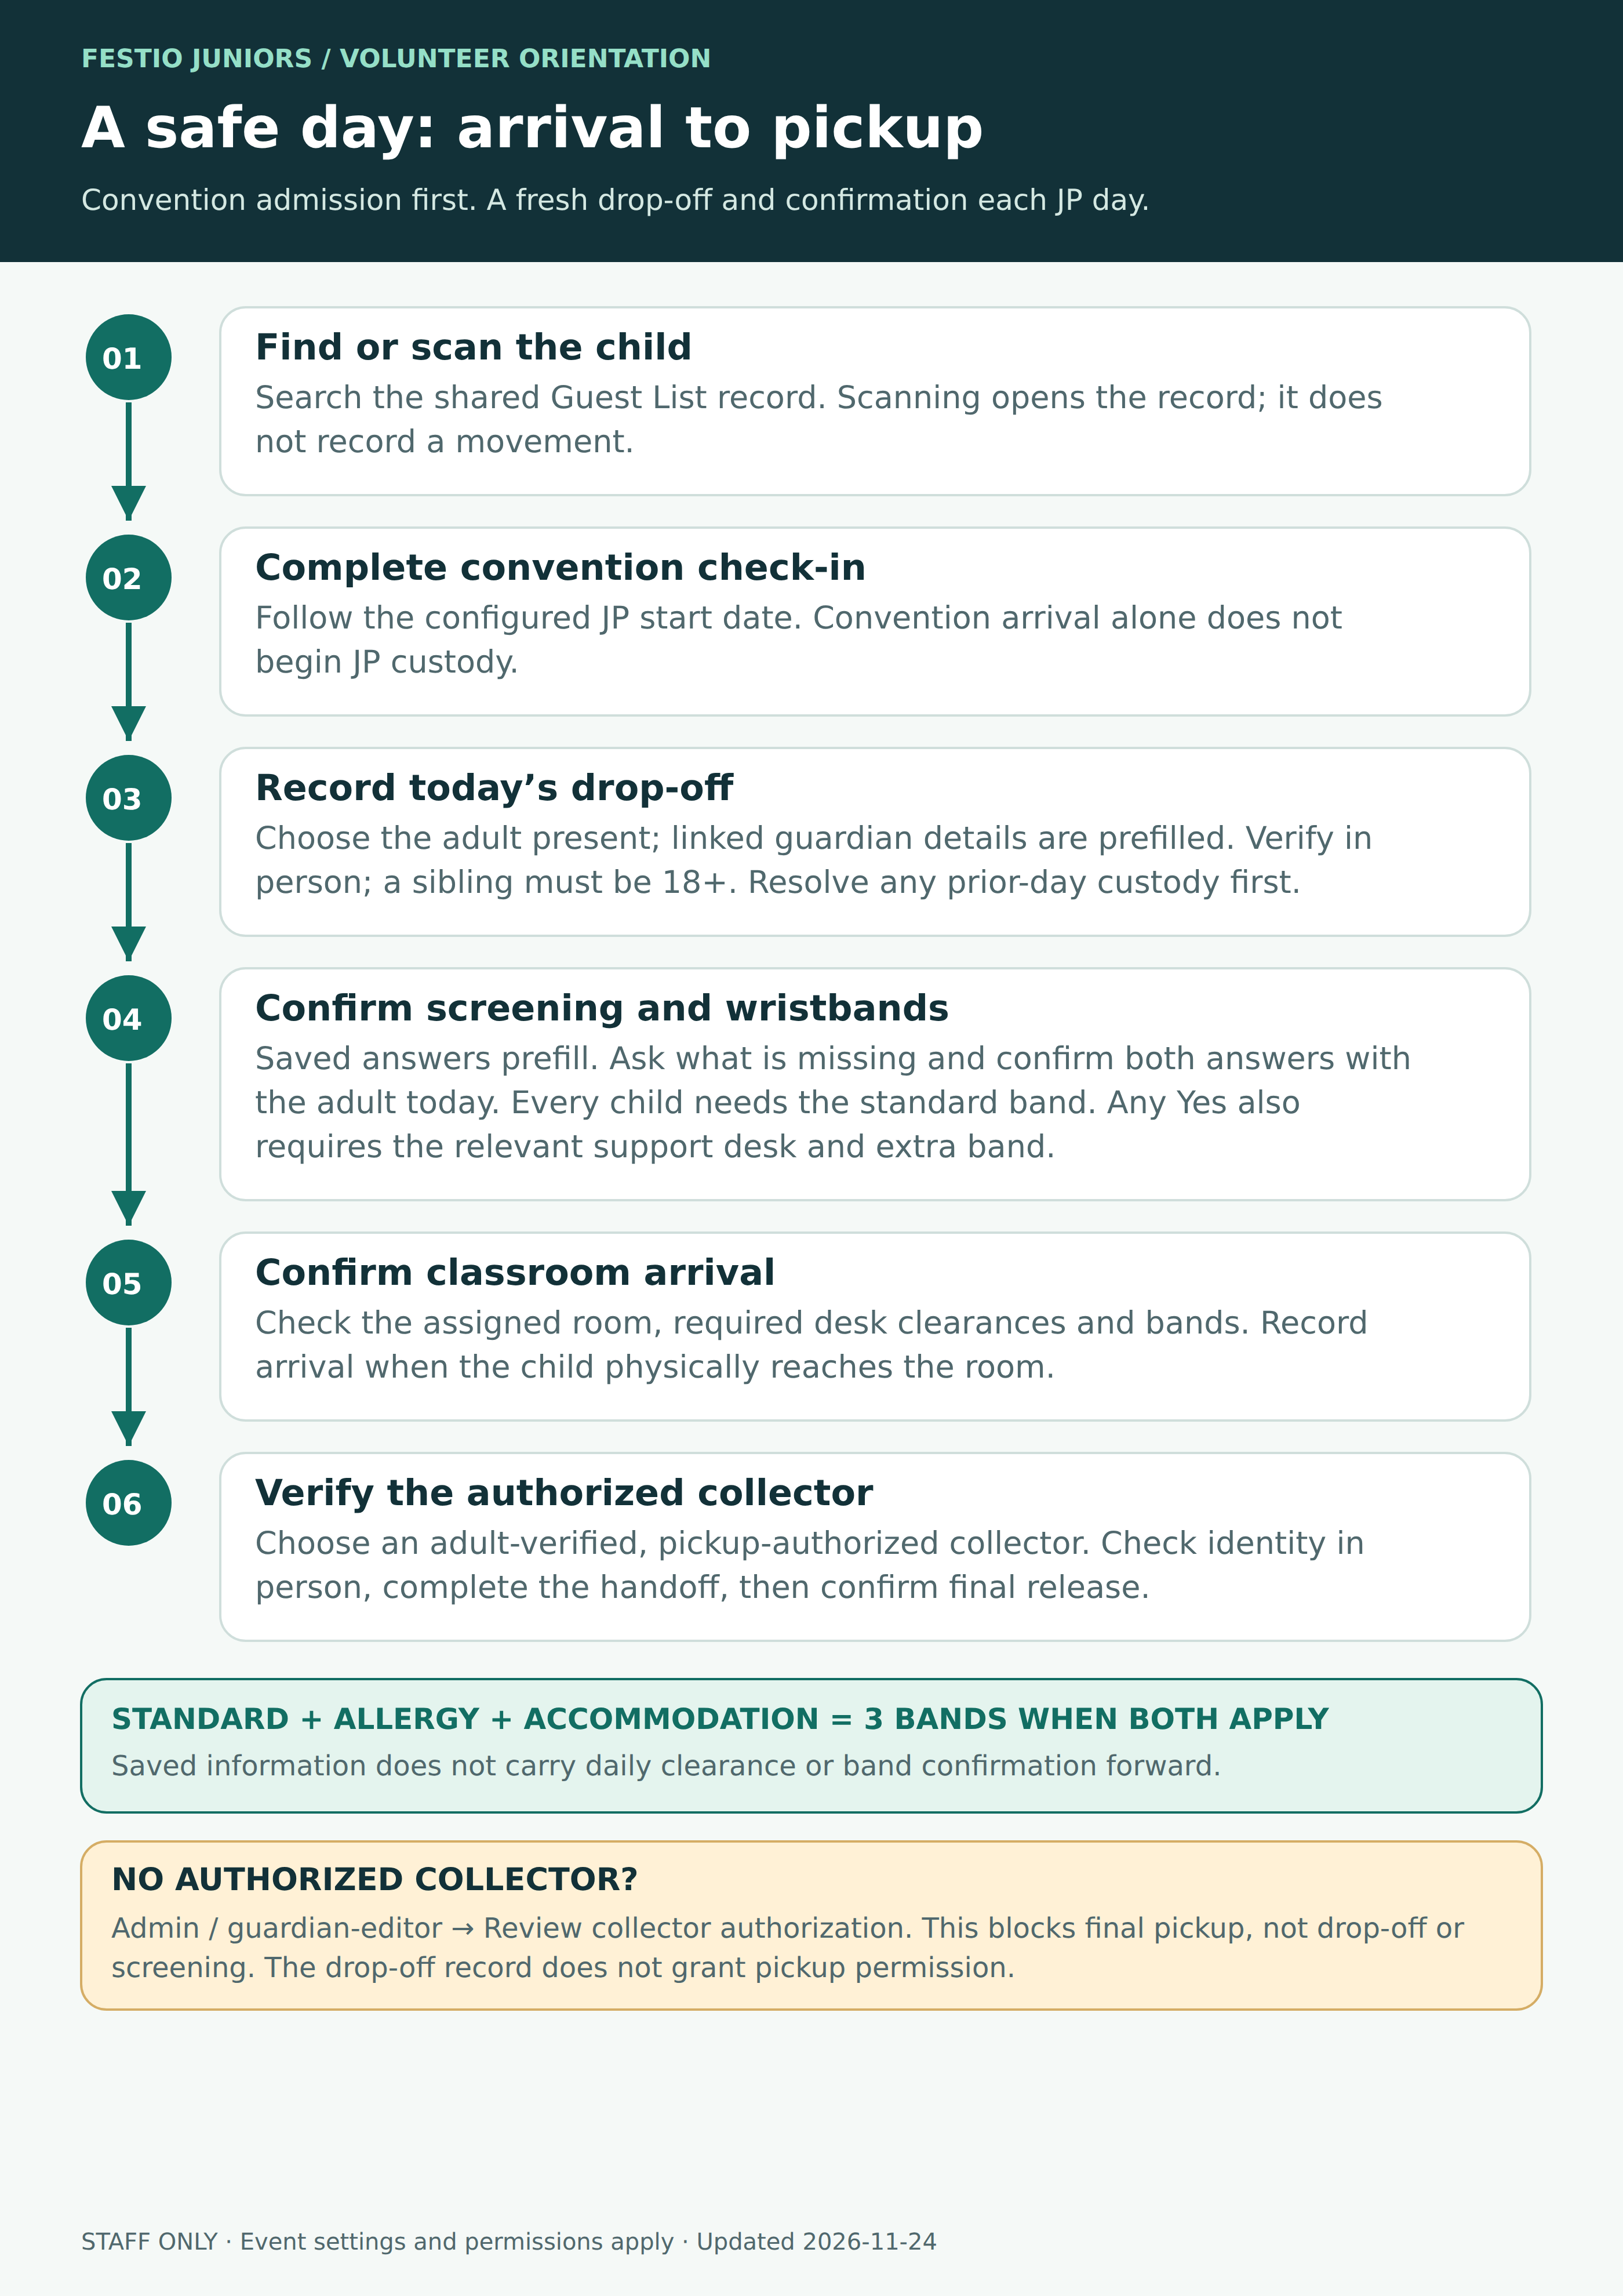 FESTIO JUNIORS / VOLUNTEER ORIENTATION
A safe day: arrival to pickup
Convention admission first. A fresh drop-off and confirmation each JP day.
01
Find or scan the child
Search the shared Guest List record. Scanning opens the record; it does
not record a movement.
02
Complete convention check-in
Follow the configured JP start date. Convention arrival alone does not
begin JP custody.
03
Record today’s drop-off
Choose the adult present; linked guardian details are prefilled. Verify in
person; a sibling must be 18+. Resolve any prior-day custody first.
04
Confirm screening and wristbands
Saved answers prefill. Ask what is missing and confirm both answers with
the adult today. Every child needs the standard band. Any Yes also
requires the relevant support desk and extra band.
05
Confirm classroom arrival
Check the assigned room, required desk clearances and bands. Record
arrival when the child physically reaches the room.
06
Verify the authorized collector
Choose an adult-verified, pickup-authorized collector. Check identity in
person, complete the handoff, then confirm final release.
STANDARD + ALLERGY + ACCOMMODATION = 3 BANDS WHEN BOTH APPLY
Saved information does not carry daily clearance or band confirmation forward.
NO AUTHORIZED COLLECTOR?
Admin / guardian-editor → Review collector authorization. This blocks final pickup, not drop-off or
screening. The drop-off record does not grant pickup permission.
STAFF ONLY · Event settings and permissions apply · Updated 2026-11-24